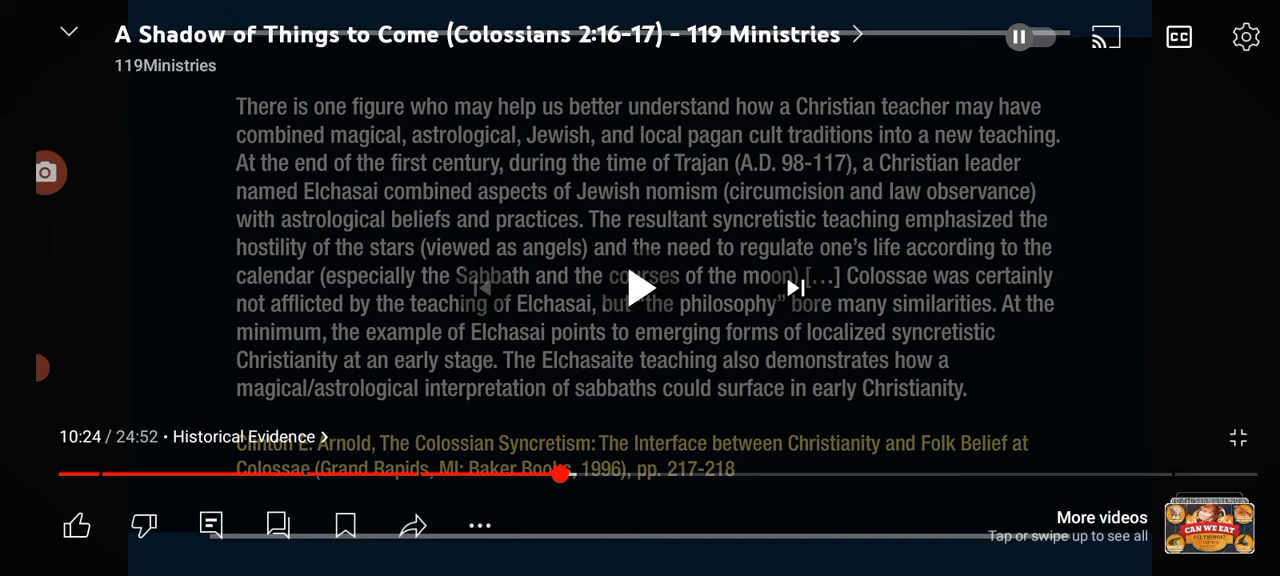 A Shadow of Things to Come (Colossians 2:16-17) - 119 Ministries
CC
119Ministries
There is one figure who may help us better understand how a Christian teacher may have
combined magical, astrological, Jewish, and local pagan cult traditions into a new teaching.
At the end of the first century, during the time of Trajan (A.D. 98-117), a Christian leader
named Elchasai combined aspects of Jewish nomism (circumcision and law observance)
with astrological beliefs and practices. The resultant syncretistic teaching emphasized the
hostility of the stars (viewed as angels) and the need to regulate one's life according to the
calendar (especially the Sabbath and the courses of the moon) […] Colossae was certainly
not afflicted by the teaching of Elchasai, but "the philosophy" bore many similarities. At the
minimum, the example of Elchasai points to emerging forms of localized syncretistic
Christianity at an early stage. The Elchasaite teaching also demonstrates how a
magical/astrological interpretation of sabbaths could surface in early Christianity.
10:24 / 24:52 • Historical Evidence
Clinton E. Arnold, The Colossian Syncretism: The Interface between Christianity and Folk Belief at
Colossae (Grand Rapids, MI: Baker Books, 1996), pp. 217-218
More videos
Tap or swipe up to see all
CAN WE EAT
ALL THINGS?